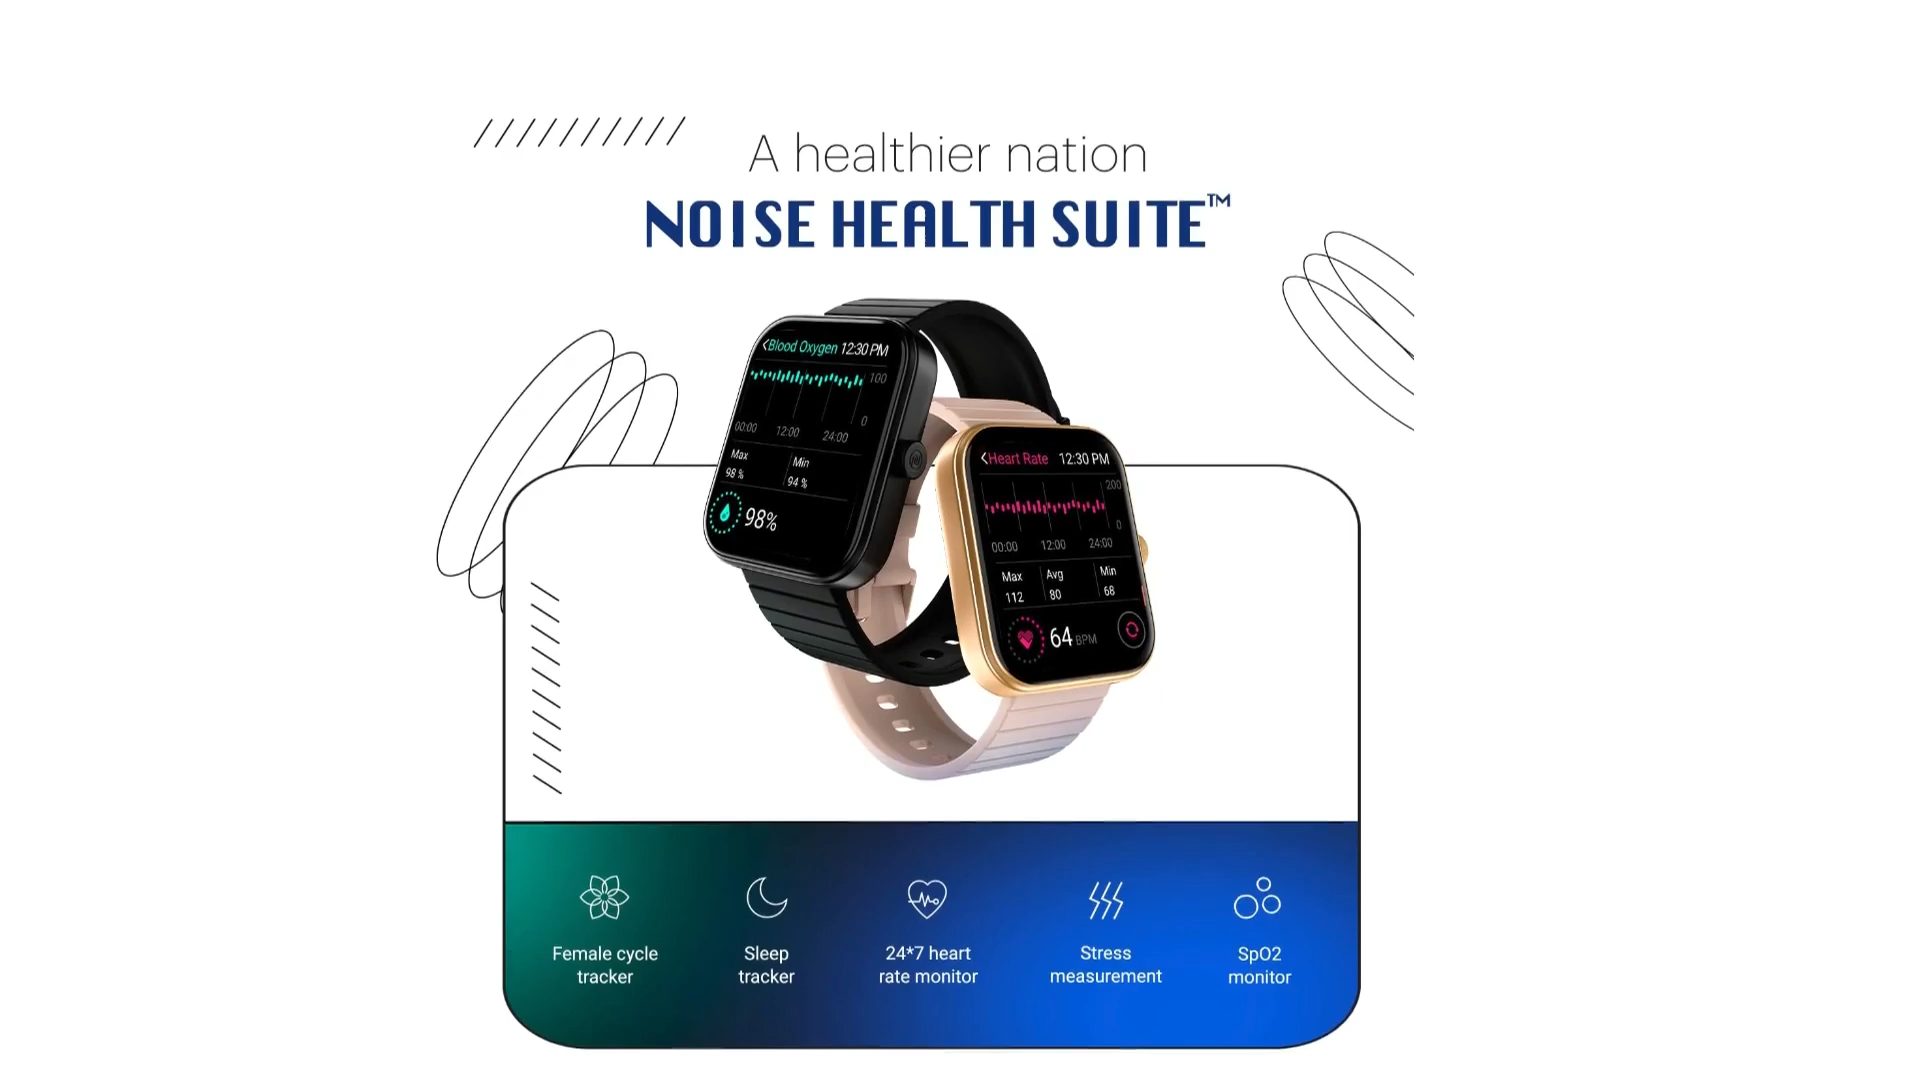 A healthier nation
NOISE HEALTH SUITE™
<Blood Oxygen 12:30 PM
100
0
00:00 12:00 24:00
Max Min
98 % 94 %
98%
<Heart Rate 12:30 PM
200
0
00:00 12:00 24:00
Max Avg Min
112 80 68
64 BPM
Female cycle
tracker
Sleep
tracker
24*7 heart
rate monitor
Stress
measurement
SpO2
monitor